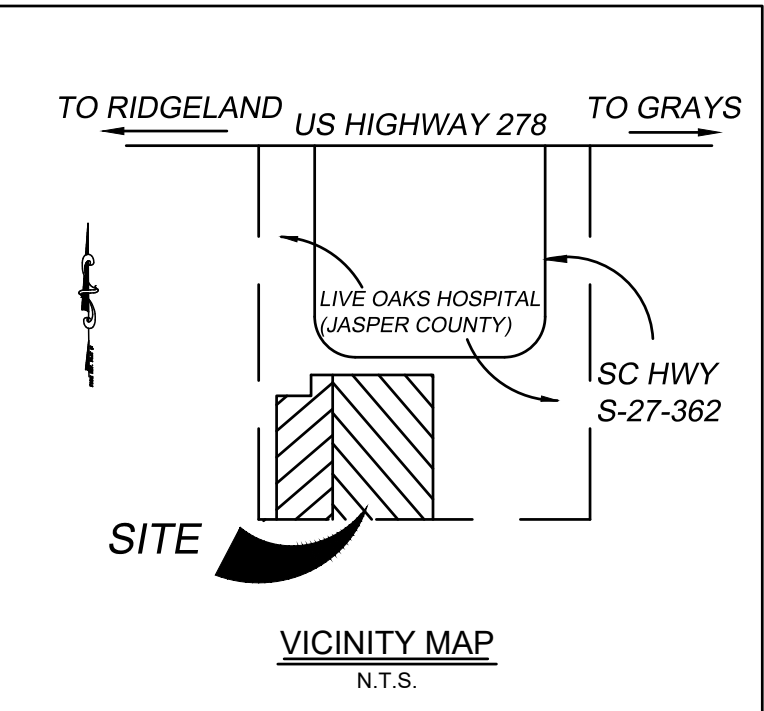 TO RIDGELAND
US HIGHWAY 278
TO GRAYS
LIVE OAKS HOSPITAL
(JASPER COUNTY)
SC HWY
S-27-362
SITE
VICINITY MAP
N.T.S.